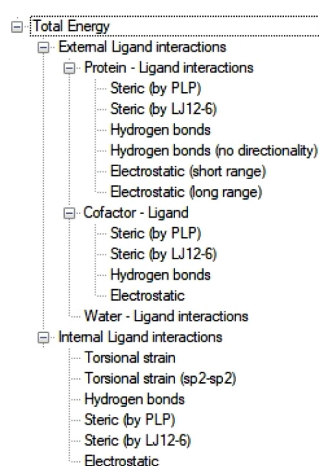 Total Energy
External Ligand interactions
Protein - Ligand interactions
Steric (by PLP)
Steric (by LJ12-6)
Hydrogen bonds
Hydrogen bonds (no directionality)
Electrostatic (short range)
Electrostatic (long range)
Cofactor - Ligand
Steric (by PLP)
Steric (by LJ12-6)
Hydrogen bonds
Electrostatic
Water - Ligand interactions
Internal Ligand interactions
Torsional strain
Torsional strain (sp2-sp2)
Hydrogen bonds
Steric (by PLP)
Steric (by LJ12-6)
Electrostatic